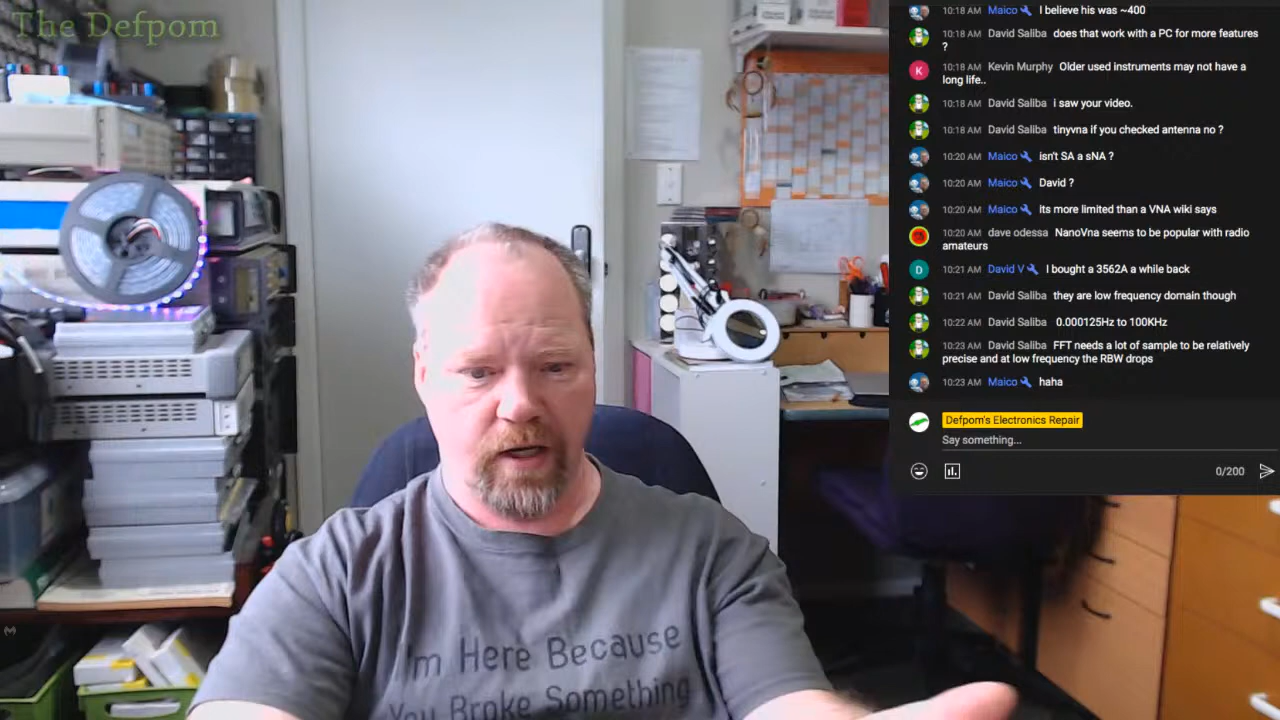 The Defpom
10:18 AM Maico I believe his was ~400
10:18 AM David Saliba does that work with a PC for more features
?
K
10:18 AM Kevin Murphy Older used instruments may not have a
long life..
10:18 AM David Saliba i saw your video.
10:18 AM David Saliba tinyvna if you checked antenna no ?
10:20 AM Maico isn't SA a sNA ?
10:20 AM Maico David ?
10:20 AM Maico its more limited than a VNA wiki says
10:20 AM dave odessa NanoVna seems to be popular with radio
amateurs
D
10:21 AM David V I bought a 3562A a while back
10:21 AM David Saliba they are low frequency domain though
10:22 AM David Saliba 0.000125Hz to 100KHz
10:23 AM David Saliba FFT needs a lot of sample to be relatively
precise and at low frequency the RBW drops
10:23 AM Maico haha
Defpom's Electronics Repair
Say something...
0/200
I'm Here Because
You Broke Something